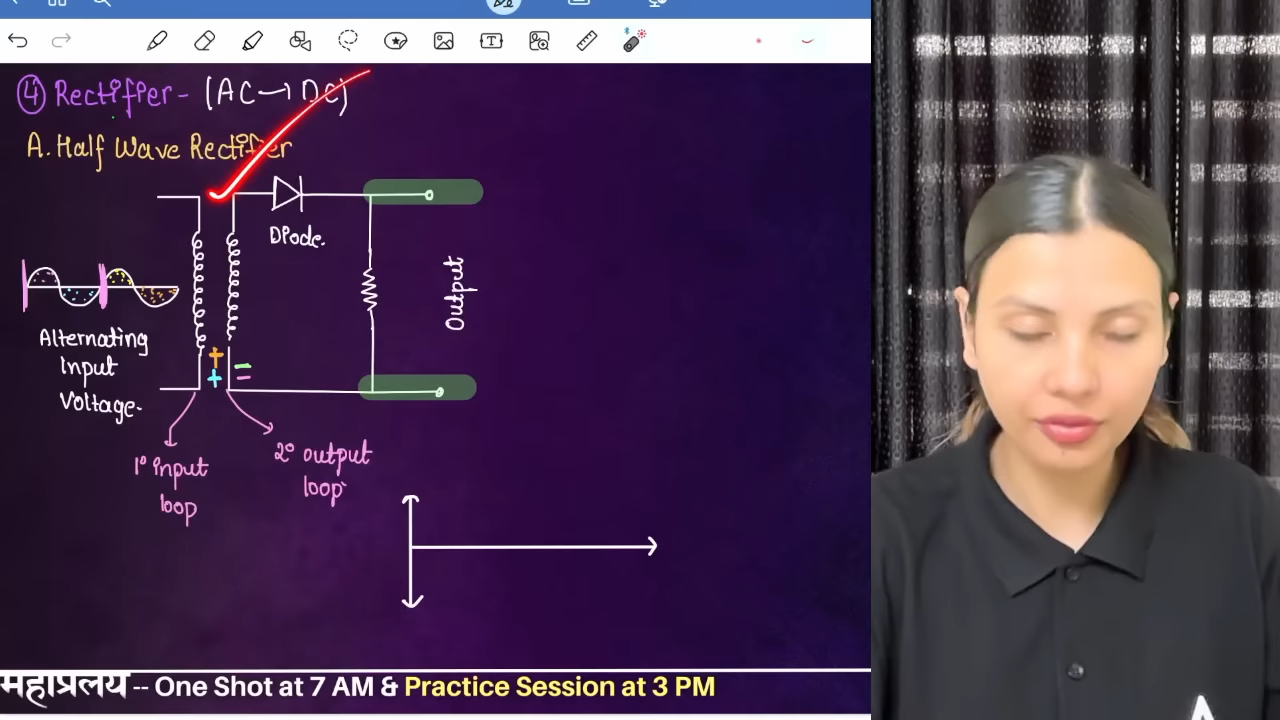 ④ Rectifier - (AC → DC)
A. Half Wave Rectifier
Diode.
Output
Alternating
Input
Voltage-
+ =
+ -
1° input
loop
2° output
loop
महाप्रलय -- One Shot at 7 AM & Practice Session at 3 PM